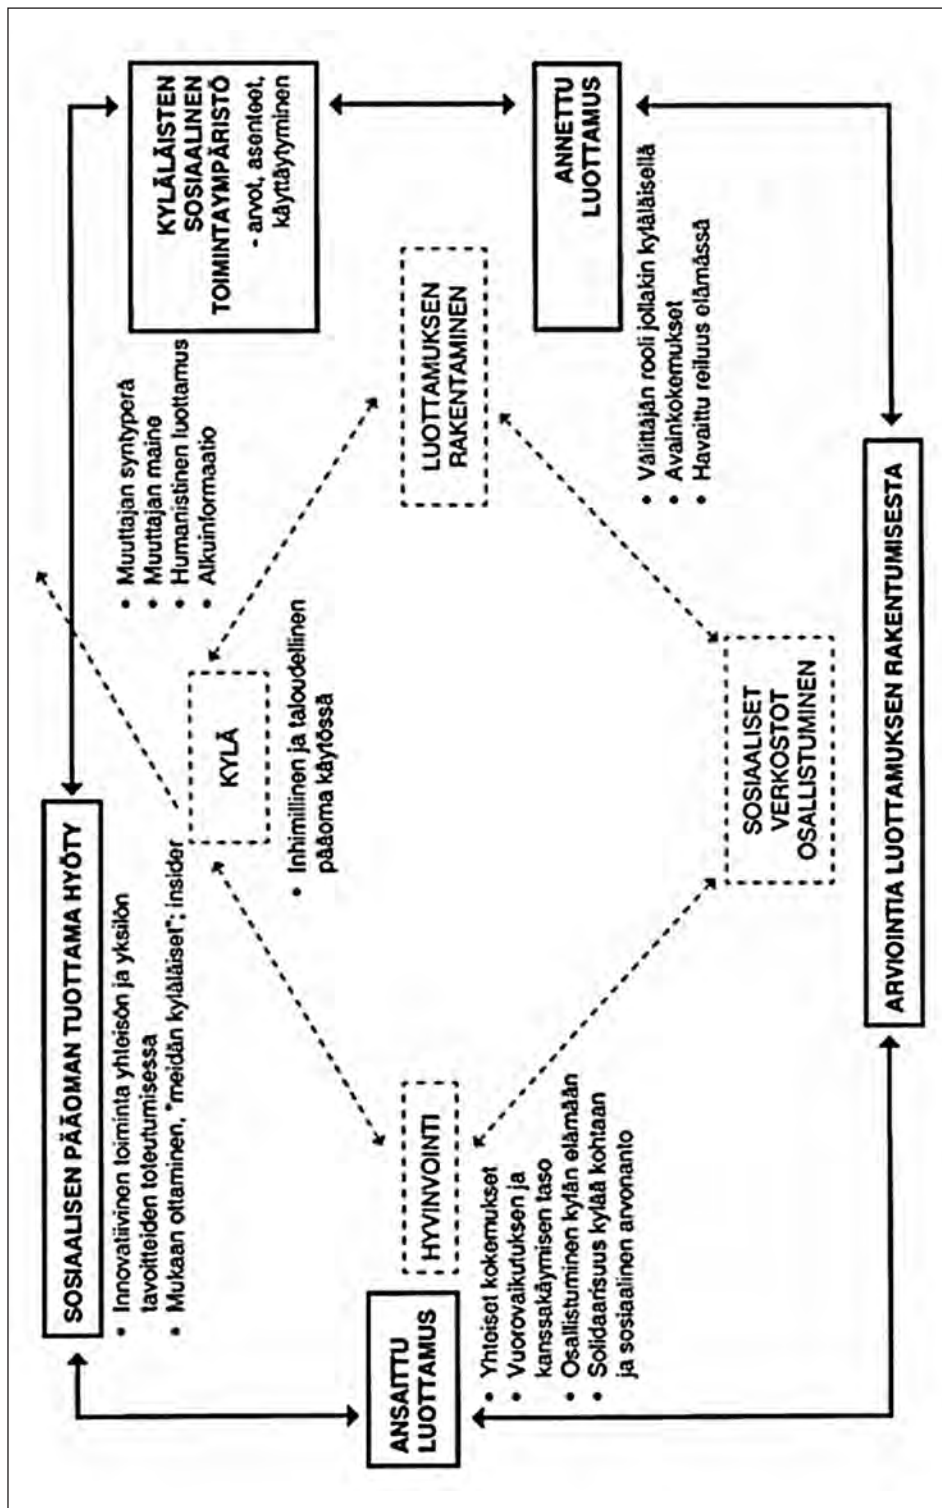 SOSIAALISEN PÄÄOMAN TUOTTAMA HYÖTY
• Innovatiivinen toiminta yhteisön ja yksilön
tavoitteiden toteutumisessa
• Mukaan ottaminen, "meidän kyläläiset"; insider
• Muuttajan syntyperä
• Muuttajan maine
• Humanistinen luottamus
• Alkuinformaatio
KYLÄLÄISTEN
SOSIAALINEN
TOIMINTAYMPÄRISTÖ
- arvot, asenteet,
käyttäytyminen
KYLÄ
• Inhimillinen ja taloudellinen
pääoma käytössä
ANSAITTU
LUOTTAMUS
HYVINVOINTI
LUOTTAMUKSEN
RAKENTAMINEN
ANNETTU
LUOTTAMUS
• Yhteiset kokemukset
• Vuorovaikutuksen ja
kanssakäymisen taso
• Osallistuminen kylän elämään
• Solidaarisuus kylää kohtaan
ja sosiaalinen arvonanto
• Välittäjän rooli jollakin kyläläisellä
• Avainkokemukset
• Havaittu reiluus elämässä
SOSIAALISET
VERKOSTOT
OSALLISTUMINEN
ARVIOINTIA LUOTTAMUKSEN RAKENTUMISESTA